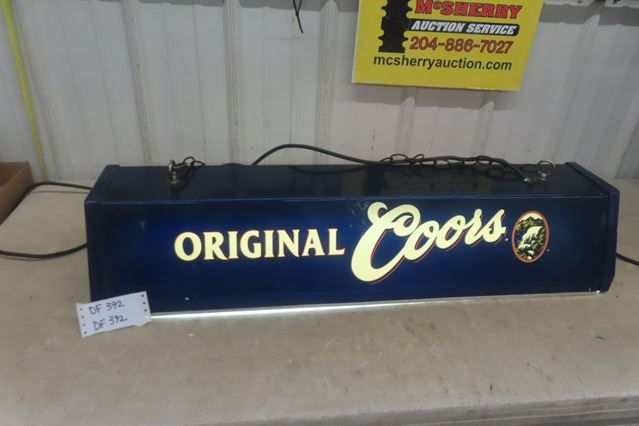 McSHERRY
AUCTION SERVICE
204-886-7027
mcsherryauction.com
ORIGINAL Coors
DF 392
DF 392